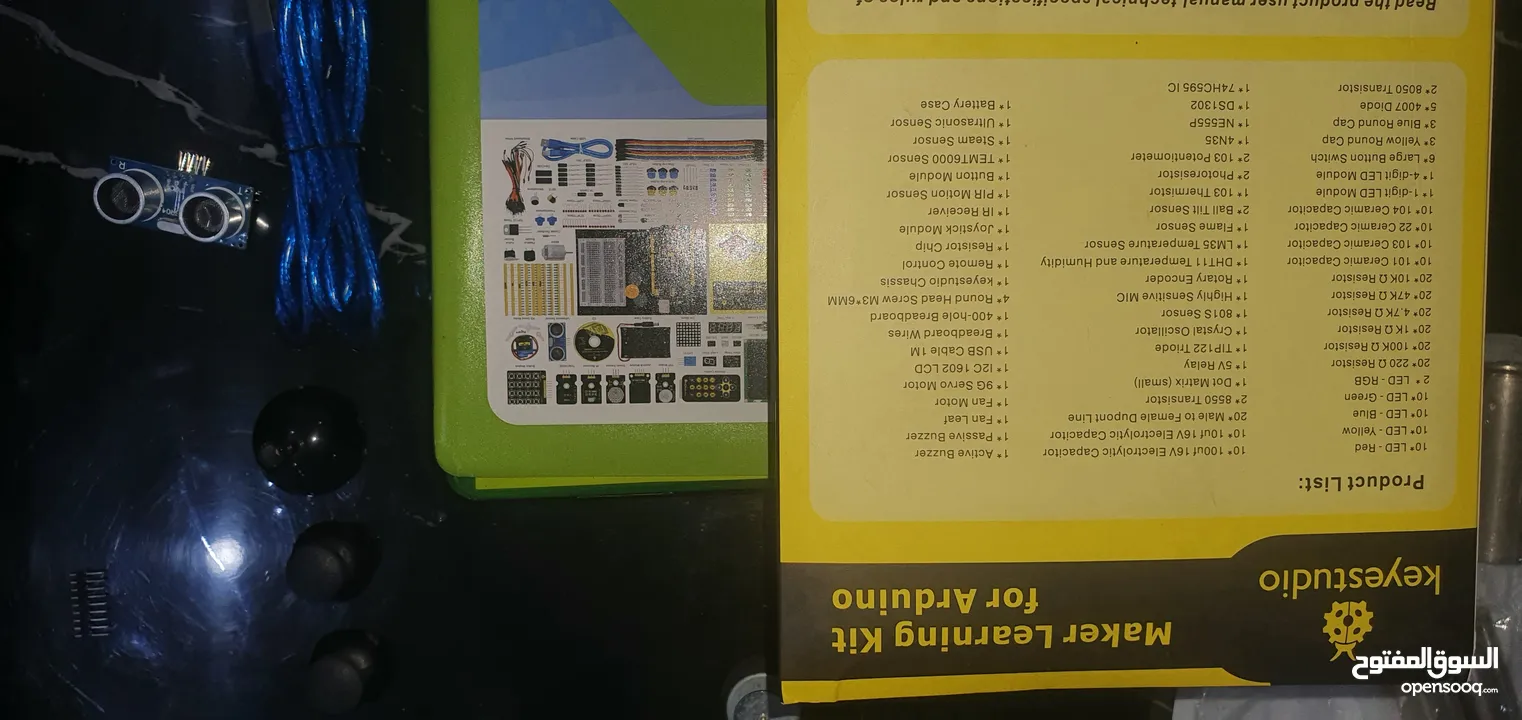 keyestudio
Maker Learning Kit
for Arduino
Product List:
10* LED - Red
10* LED - Yellow
10* LED - Blue
10* LED - Green
2 * LED - RGB
20* 220 Ω Resistor
20* 100K Ω Resistor
20* 1K Ω Resistor
20* 4.7K Ω Resistor
20* 47K Ω Resistor
20* 10K Ω Resistor
10* 101 Ceramic Capacitor
10* 103 Ceramic Capacitor
10* 22 Ceramic Capacitor
10* 104 Ceramic Capacitor
1* 1-digit LED Module
1* 4-digit LED Module
6* Large Button Switch
3* Yellow Round Cap
3* Blue Round Cap
5* 4007 Diode
2* 8050 Transistor
10* 100uf 16V Electrolytic Capacitor
10* 10uf 16V Electrolytic Capacitor
20* Male to Female Dupont Line
2* 8550 Transistor
1* Dot Matrix (small)
1* 5V Relay
1* TIP122 Triode
1* Crystal Oscillator
1* 801S Sensor
1* Highly Sensitive MIC
1* Rotary Encoder
1* DHT11 Temperature and Humidity
1* LM35 Temperature Sensor
1* Flame Sensor
2* Ball Tilt Sensor
1* 103 Thermistor
2* Photoresistor
2* 103 Potentiometer
1* 4N35
1* NE555P
1* DS1302
1* 74HC595 IC
1* Active Buzzer
1* Passive Buzzer
1* Fan Leaf
1* Fan Motor
1* 9G Servo Motor
1* I2C 1602 LCD
1* USB Cable 1M
1* Breadboard Wires
1* 400-hole Breadboard
4* Round Head Screw M3*6MM
1* keyestudio Chassis
1* Remote Control
1* Resistor Chip
1* Joystick Module
1* IR Receiver
1* PIR Motion Sensor
1* Button Module
1* TEMT6000 Sensor
1* Steam Sensor
1* Ultrasonic Sensor
1* Battery Case
Read the product user manual, technical specifications and rules of
السوق المفتوح
opensooq.com